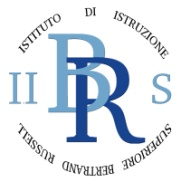 ISTITUTO DI ISTRUZIONE
II BR S
SUPERIORE BERTRAND RUSSELL